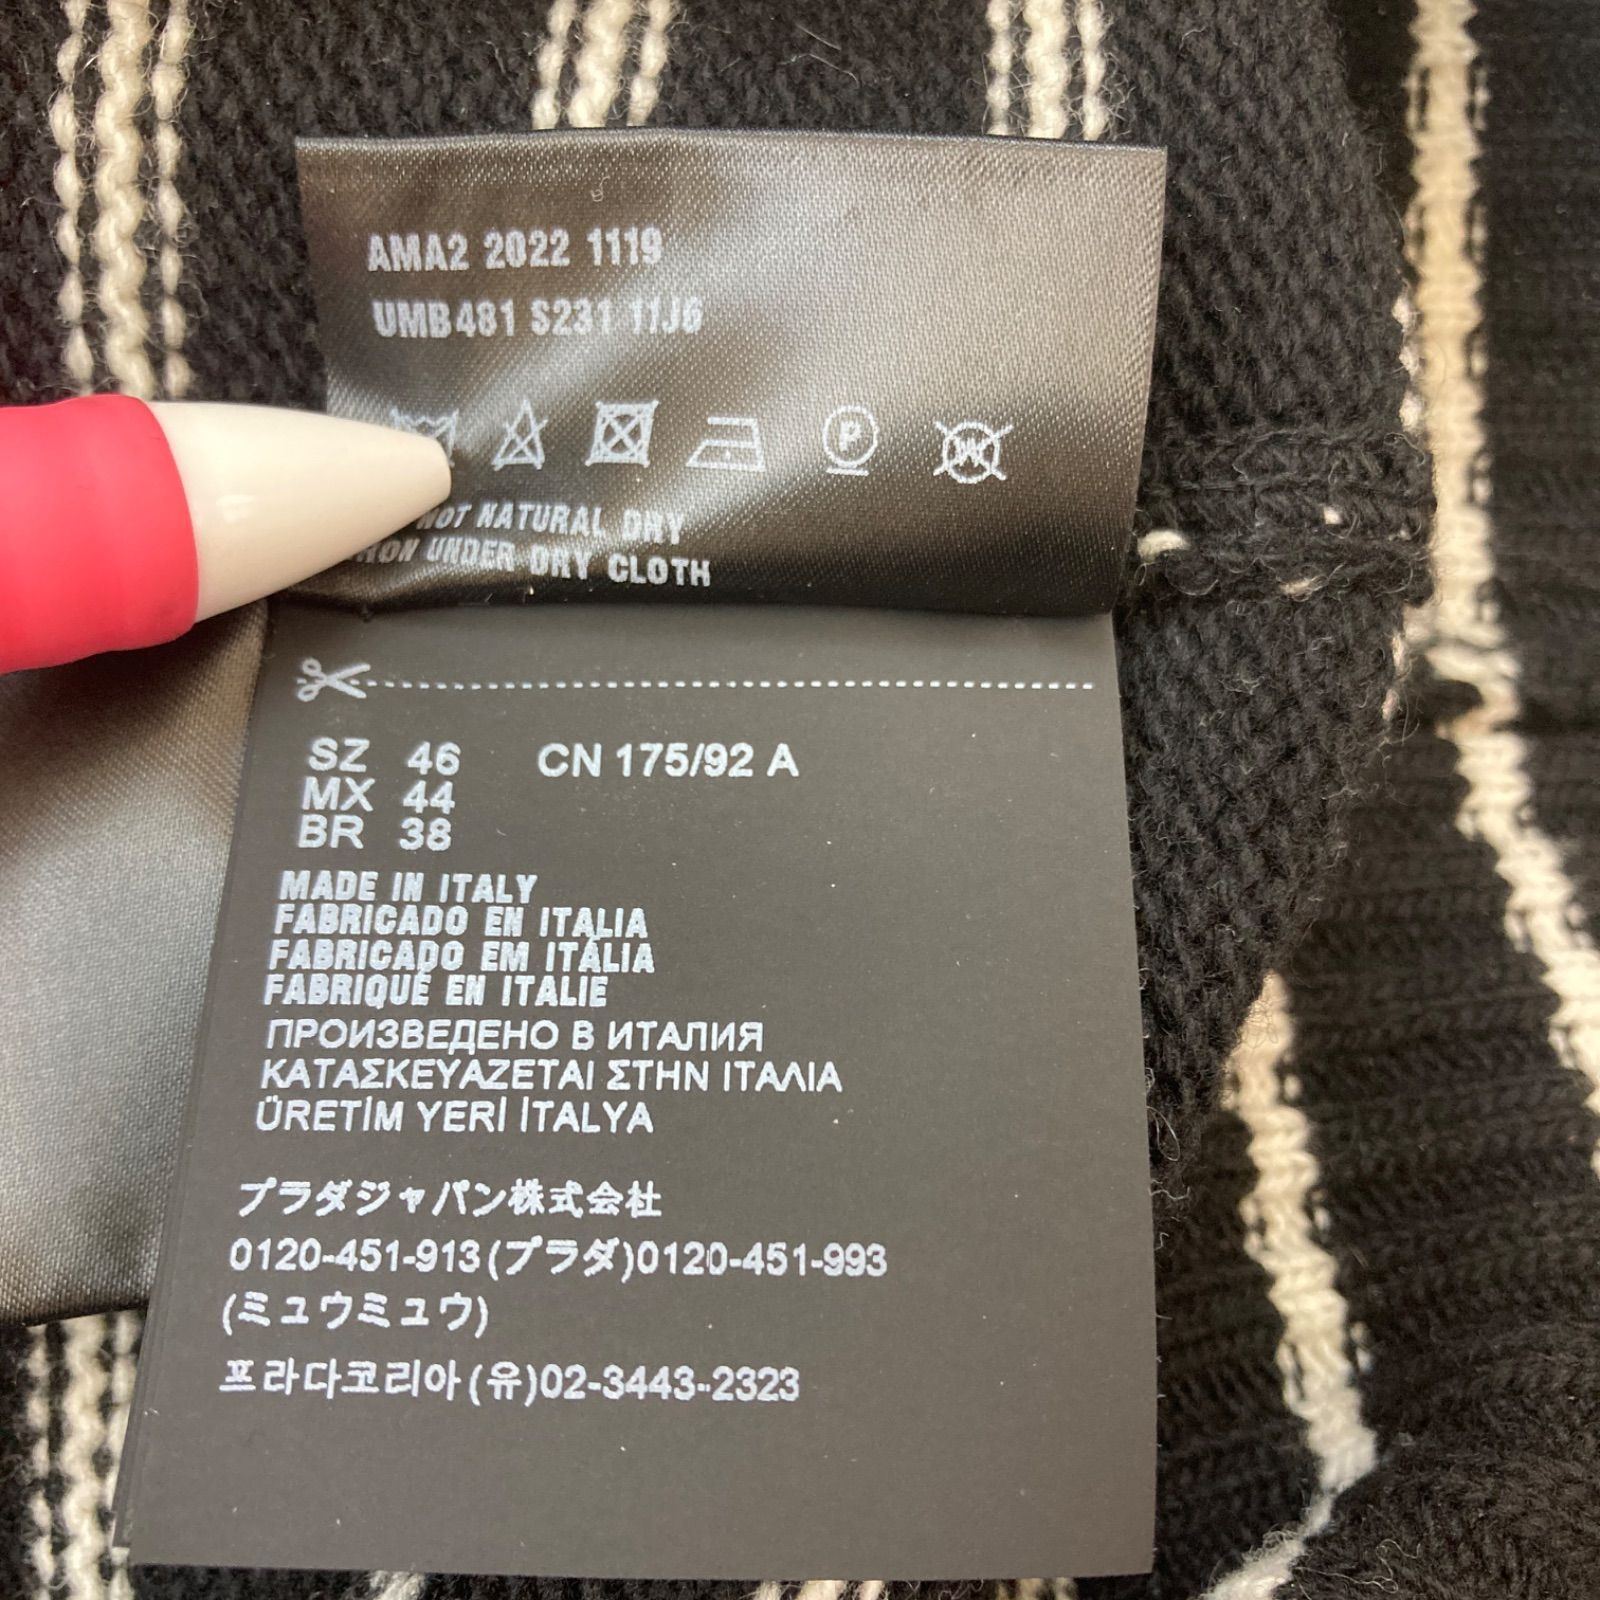 AMA2 2022 1119
UMB481 S231 11J6
P W
NOT NATURAL DRY
IRON UNDER DRY CLOTH
SZ 46 CN 175/92 A
MX 44
BR 38
MADE IN ITALY
FABRICADO EN ITALIA
FABRICADO EM ITÁLIA
FABRIQUÉ EN ITALIE
ПРОИЗВЕДЕНО В ИТАЛИЯ
ΚΑΤΑΣΚΕΥΑΖΕΤΑΙ ΣΤΗΝ ΙΤΑΛΙΑ
ÜRETİM YERİ İTALYA
プラダジャパン株式会社
0120-451-913(プラダ)0120-451-993
(ミュウミュウ)
프라다코리아(유)02-3443-2323